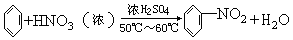 +HNO₃（浓） 浓H₂SO₄ 50℃～60℃ —NO₂ +H₂O